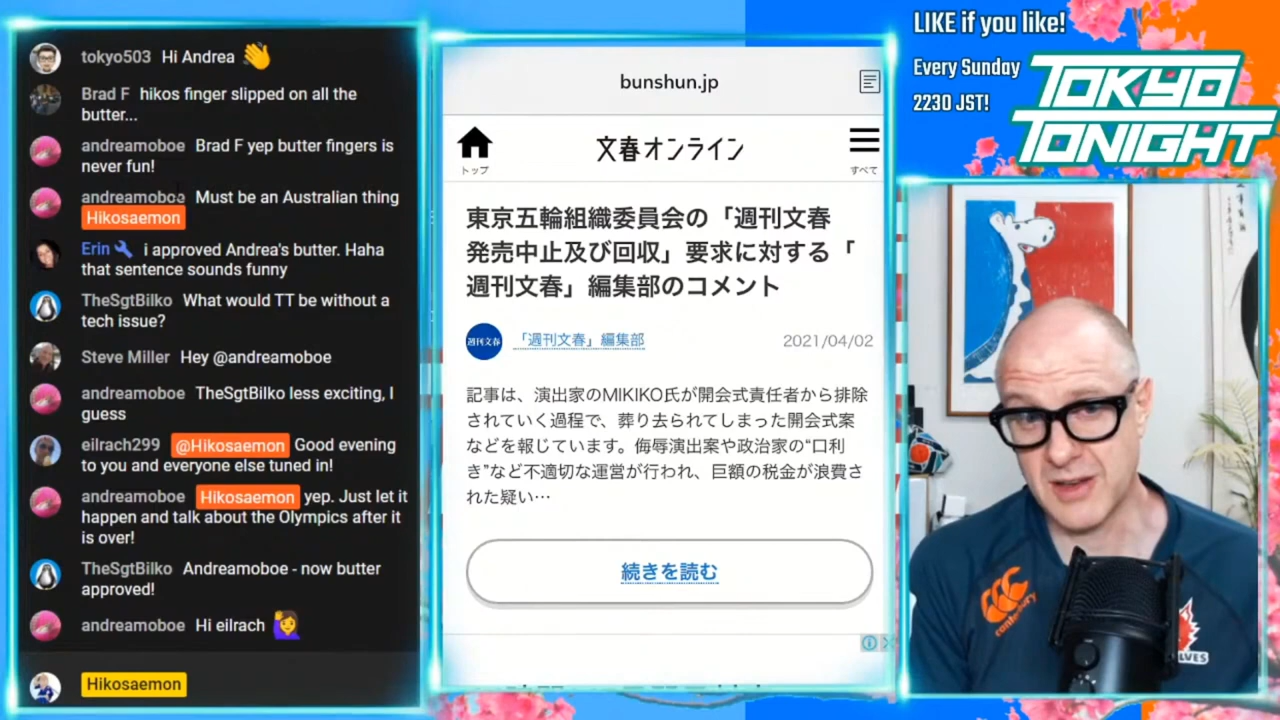 tokyo503 Hi Andrea 👋
Brad F hikos finger slipped on all the
butter...
andreamoboe Brad F yep butter fingers is
never fun!
andreamoboe Must be an Australian thing
Hikosaemon
Erin i approved Andrea's butter. Haha
that sentence sounds funny
TheSgtBilko What would TT be without a
tech issue?
Steve Miller Hey @andreamoboe
andreamoboe TheSgtBilko less exciting, I
guess
eilrach299 @Hikosaemon Good evening
to you and everyone else tuned in!
andreamoboe Hikosaemon yep. Just let it
happen and talk about the Olympics after it
is over!
TheSgtBilko Andreamoboe - now butter
approved!
andreamoboe Hi eilrach 🙋‍♀️
Hikosaemon
bunshun.jp
トップ
文春オンライン
すべて
東京五輪組織委員会の「週刊文春
発売中止及び回収」要求に対する「
週刊文春」編集部のコメント
週刊文春
「週刊文春」編集部
2021/04/02
記事は、演出家のMIKIKO氏が開会式責任者から排除
されていく過程で、葬り去られてしまった開会式案
などを報じています。侮辱演出案や政治家の“口利
き”など不適切な運営が行われ、巨額の税金が浪費さ
れた疑い…
続きを読む
LIKE if you like!
Every Sunday
2230 JST!
TOKYO
TONIGHT
canterbury
LVES